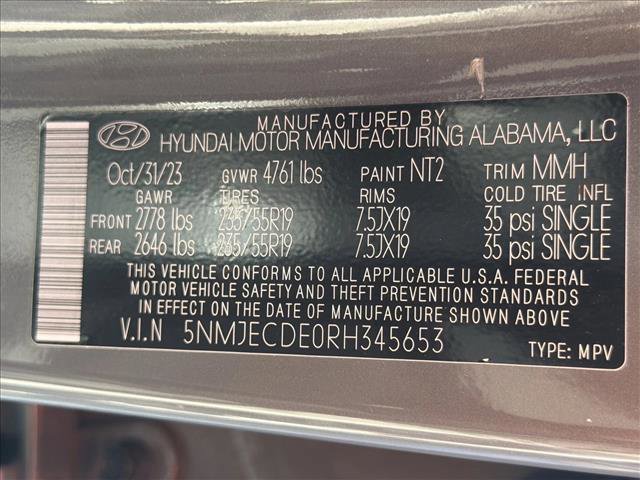 MANUFACTURED BY
HYUNDAI MOTOR MANUFACTURING ALABAMA, LLC
Oct/31/23 GVWR 4761 lbs PAINT NT2 TRIM MMH
GAWR TIRES RIMS COLD TIRE INFL
FRONT 2778 lbs 235/55R19 7.5JX19 35 psi SINGLE
REAR 2646 lbs 235/55R19 7.5JX19 35 psi SINGLE
THIS VEHICLE CONFORMS TO ALL APPLICABLE U.S.A. FEDERAL
MOTOR VEHICLE SAFETY AND THEFT PREVENTION STANDARDS
IN EFFECT ON THE DATE OF MANUFACTURE SHOWN ABOVE.
V.I.N 5NMJECDE0RH345653 TYPE: MPV